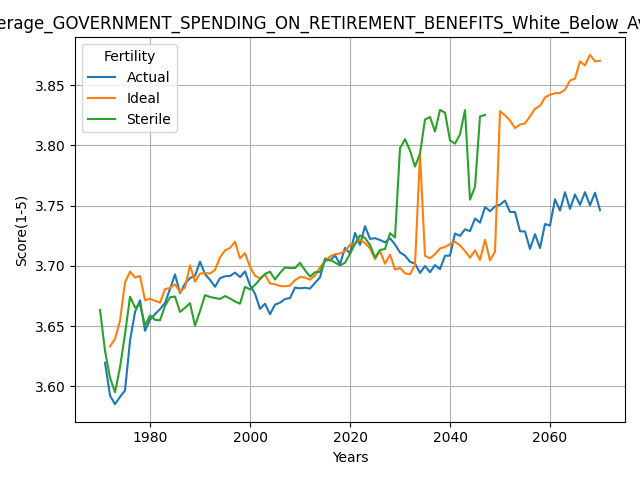 erage_GOVERNMENT_SPENDING_ON_RETIREMENT_BENEFITS_White_Below_Av
Fertility
Actual
Ideal
Sterile
Score(1-5)
3.85
3.80
3.75
3.70
3.65
3.60
1980 2000 2020 2040 2060
Years